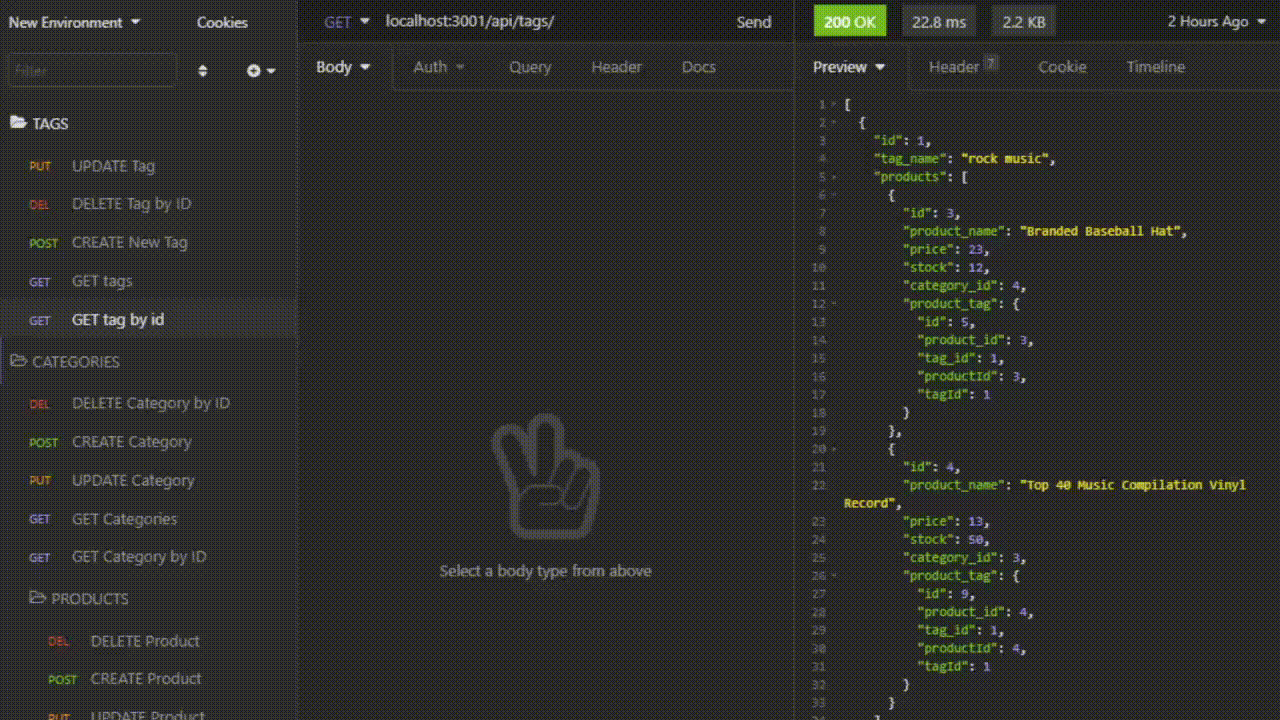 New Environment
Cookies
Filter
TAGS
PUT UPDATE Tag
DEL DELETE Tag by ID
POST CREATE New Tag
GET GET tags
GET GET tag by id
CATEGORIES
DEL DELETE Category by ID
POST CREATE Category
PUT UPDATE Category
GET GET Categories
GET GET Category by ID
PRODUCTS
DEL DELETE Product
POST CREATE Product
PUT UPDATE Product
GET localhost:3001/api/tags/ Send
Body Auth Query Header Docs
Select a body type from above
200 OK 22.8 ms 2.2 KB 2 Hours Ago
Preview Header 7 Cookie Timeline
1 [
2 {
3 "id": 1,
4 "tag_name": "rock music",
5 "products": [
6 {
7 "id": 3,
8 "product_name": "Branded Baseball Hat",
9 "price": 23,
10 "stock": 12,
11 "category_id": 4,
12 "product_tag": {
13 "id": 5,
14 "product_id": 3,
15 "tag_id": 1,
16 "productId": 3,
17 "tagId": 1
18 }
19 },
20 {
21 "id": 4,
22 "product_name": "Top 40 Music Compilation Vinyl
Record",
23 "price": 13,
24 "stock": 50,
25 "category_id": 3,
26 "product_tag": {
27 "id": 9,
28 "product_id": 4,
29 "tag_id": 1,
30 "productId": 4,
31 "tagId": 1
32 }
33 }
34 ]